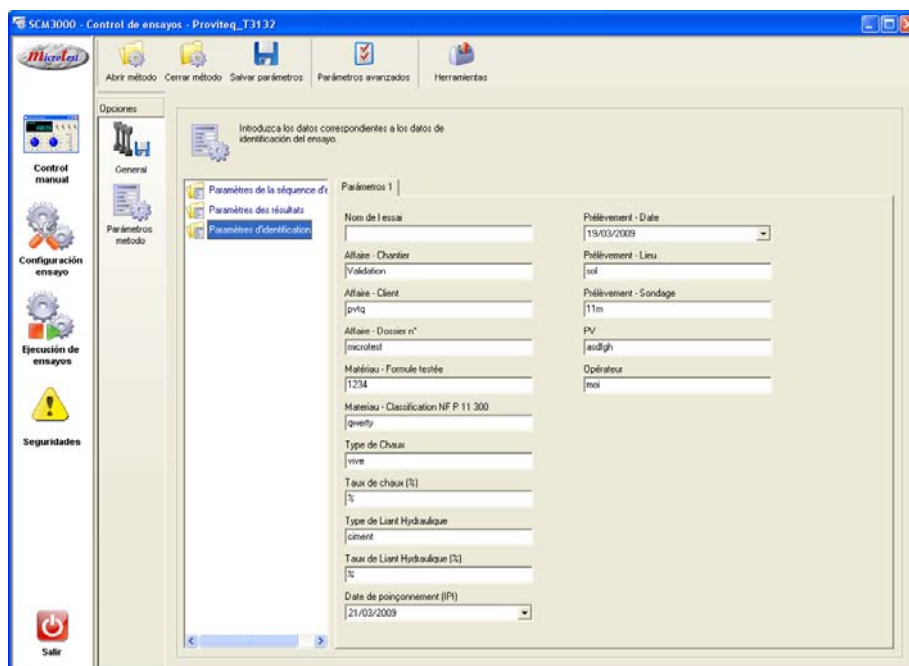 SCM3000 - Control de ensayos - Proviteq_T3132
Microtest
Abrir método
Cerrar método
Salvar parámetros
Parámetros avanzados
Herramientas
Control manual
Configuración ensayo
Ejecución de ensayos
Seguridades
Salir
Opciones
General
Parámetros metodo
Introduzca los datos correspondientes a los datos de
identificación del ensayo.
Paramètres de la séquence d'e
Paramètres des résultats
Paramètres d'identification
Parámetros 1
Nom de l essai
Affaire - Chantier
Validation
Affaire - Client
pvtq
Affaire - Dossier n°
microtest
Matériau - Formule testée
1234
Materiau - Classification NF P 11 300
qwerty
Type de Chaux
vive
Taux de chaux (%)
%
Type de Liant Hydraulique
ciment
Taux de Liant Hydraulique (%)
%
Date de poinçonnement (IPI)
21/03/2009
Prélèvement - Date
19/03/2009
Prélèvement - Lieu
sol
Prélèvement - Sondage
11m
PV
asdfgh
Opérateur
moi